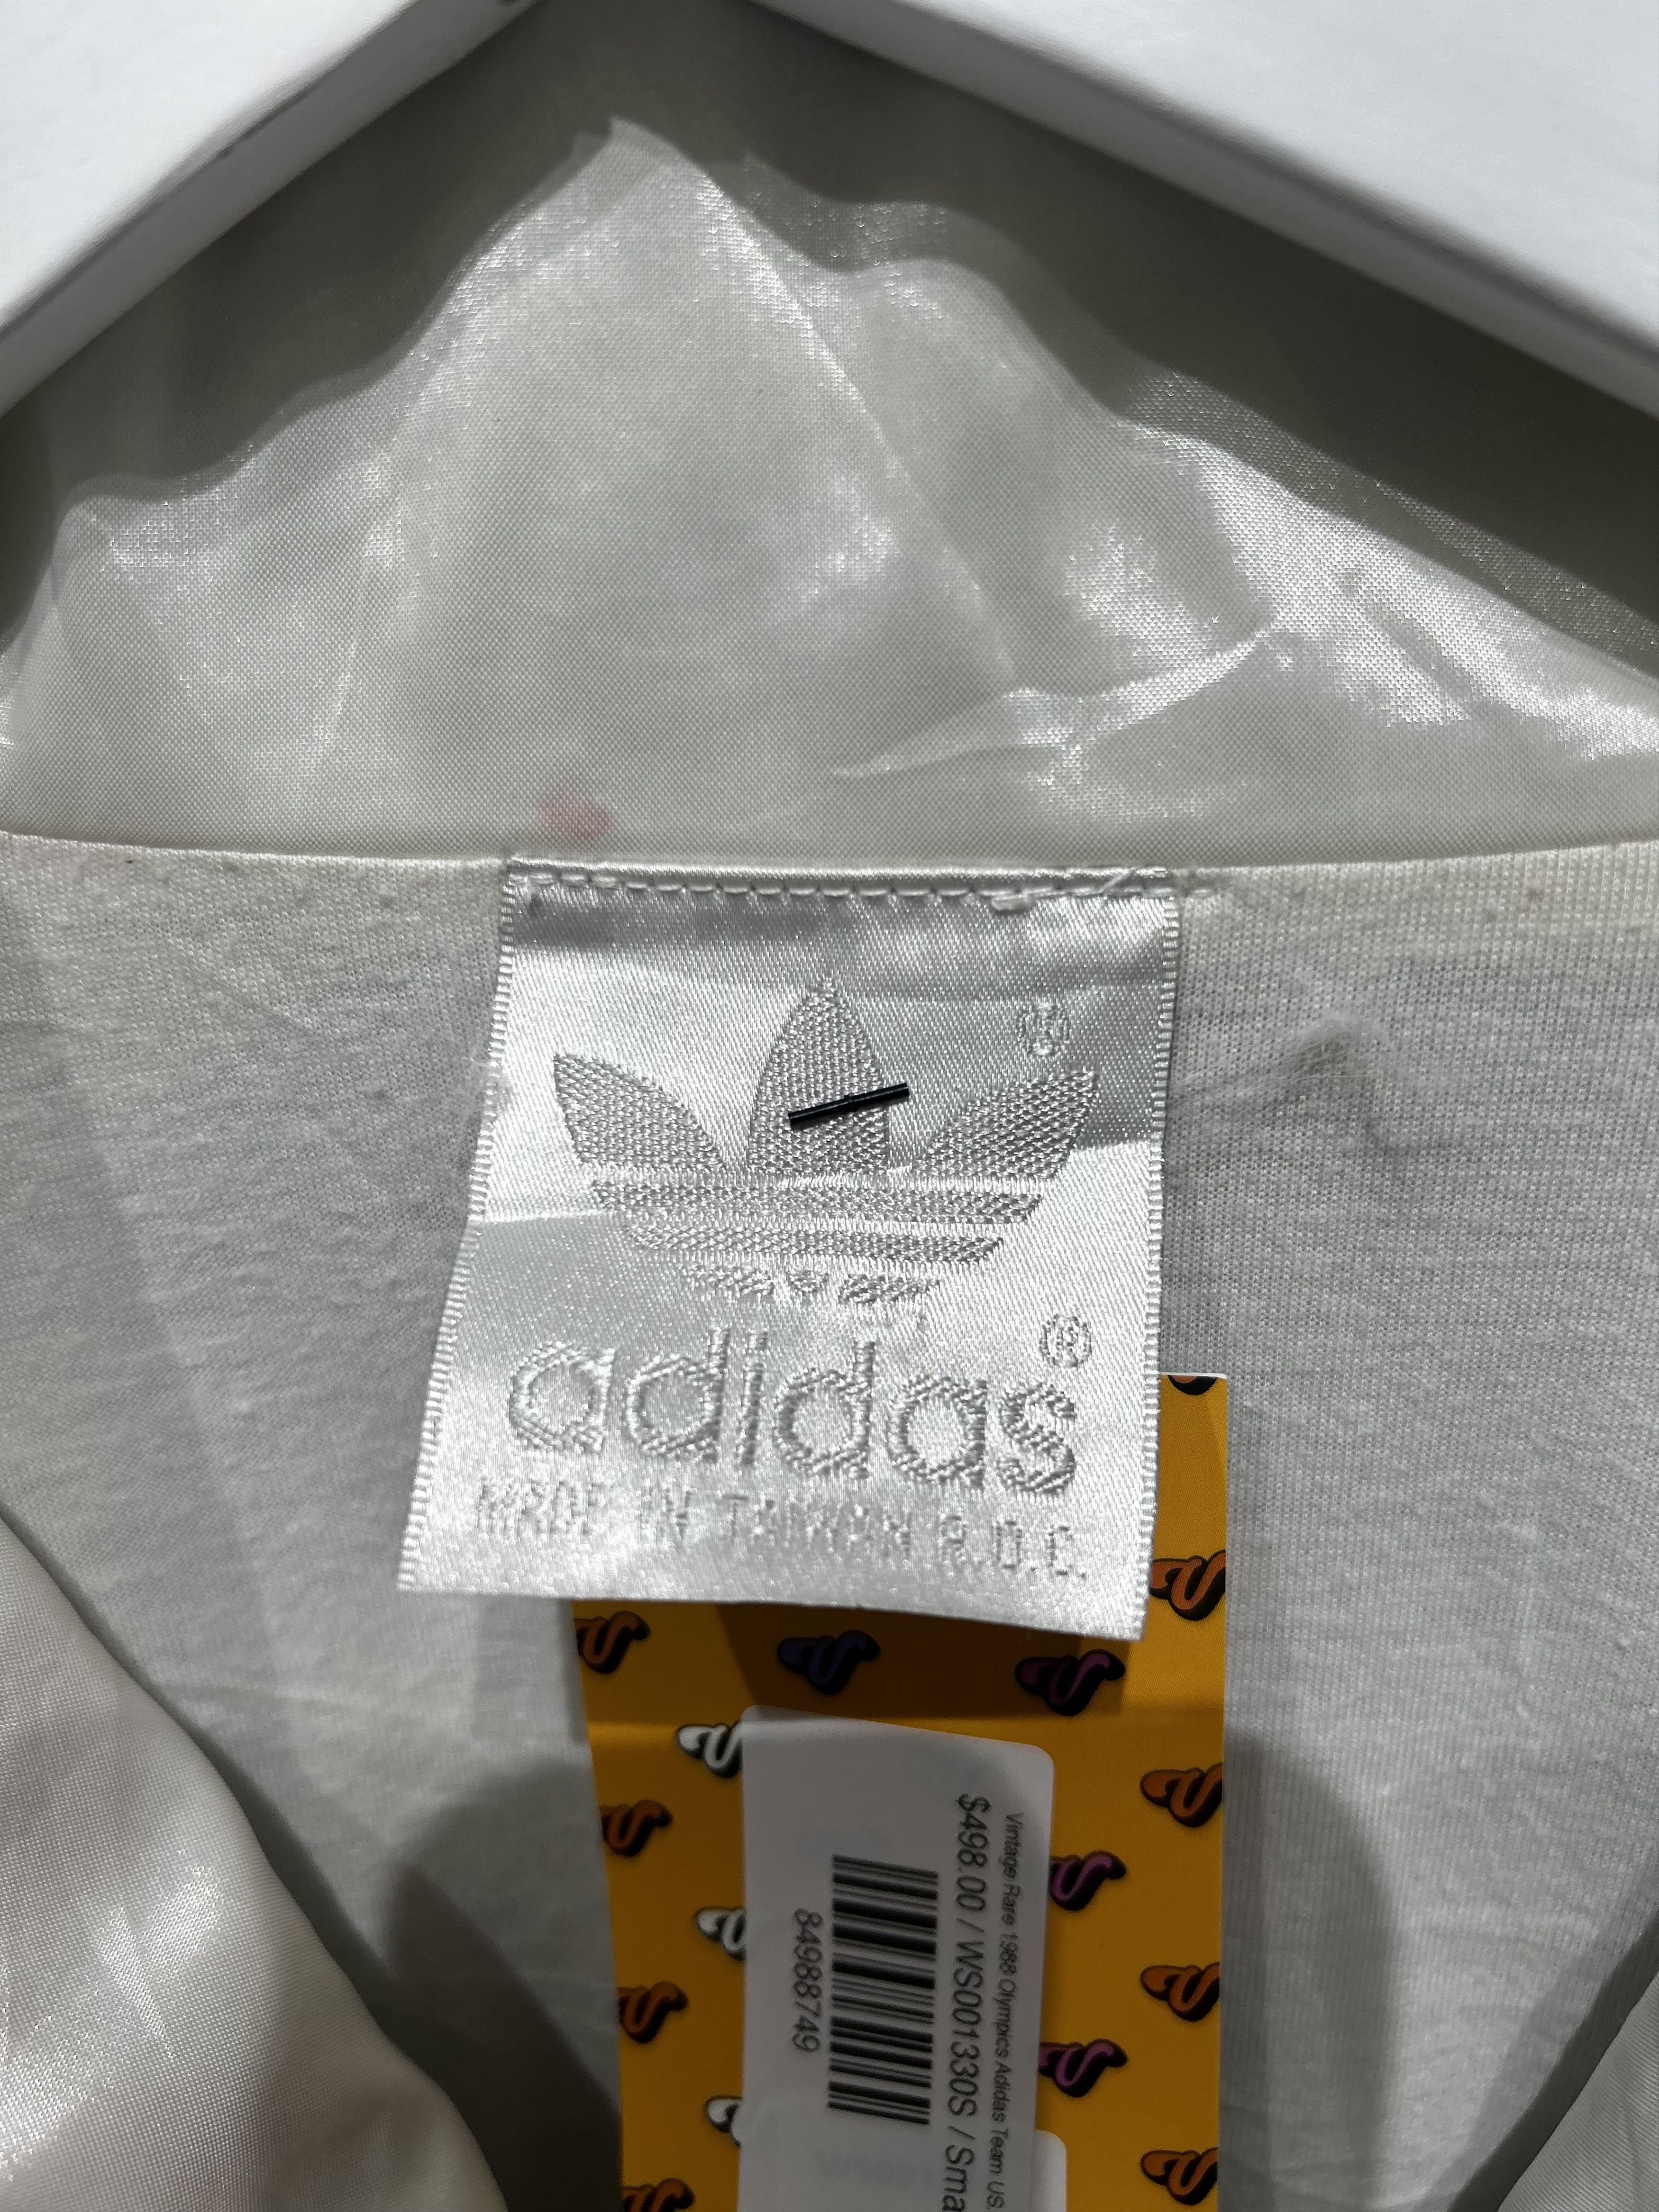 ®
adidas®
MADE IN TAIWAN R.O.C.
Vintage Rare 1988 Olympics Adidas Team US
$498.00 / WS001330S / Sma
84988749